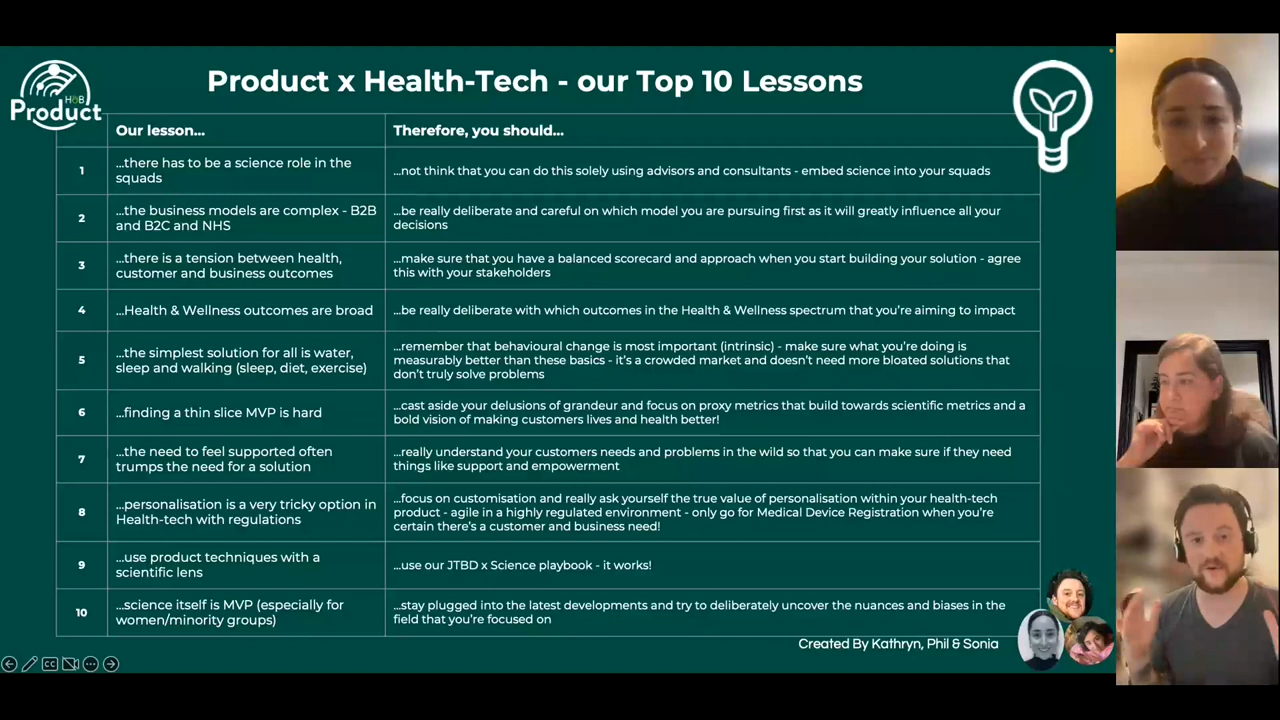 Product x Health-Tech - our Top 10 Lessons
HUB
Product
Our lesson...
Therefore, you should...
1
...there has to be a science role in the
squads
...not think that you can do this solely using advisors and consultants - embed science into your squads
2
...the business models are complex - B2B
and B2C and NHS
...be really deliberate and careful on which model you are pursuing first as it will greatly influence all your
decisions
3
...there is a tension between health,
customer and business outcomes
...make sure that you have a balanced scorecard and approach when you start building your solution - agree
this with your stakeholders
4
...Health & Wellness outcomes are broad
...be really deliberate with which outcomes in the Health & Wellness spectrum that you're aiming to impact
5
...the simplest solution for all is water,
sleep and walking (sleep, diet, exercise)
...remember that behavioural change is most important (intrinsic) - make sure what you're doing is
measurably better than these basics - it's a crowded market and doesn't need more bloated solutions that
don't truly solve problems
6
...finding a thin slice MVP is hard
...cast aside your delusions of grandeur and focus on proxy metrics that build towards scientific metrics and a
bold vision of making customers lives and health better!
7
...the need to feel supported often
trumps the need for a solution
...really understand your customers needs and problems in the wild so that you can make sure if they need
things like support and empowerment
8
...personalisation is a very tricky option in
Health-tech with regulations
...focus on customisation and really ask yourself the true value of personalisation within your health-tech
product - agile in a highly regulated environment - only go for Medical Device Registration when you're
certain there's a customer and business need!
9
...use product techniques with a
scientific lens
...use our JTBD x Science playbook - it works!
10
...science itself is MVP (especially for
women/minority groups)
...stay plugged into the latest developments and try to deliberately uncover the nuances and biases in the
field that you're focused on
Created By Kathryn, Phil & Sonia
CC